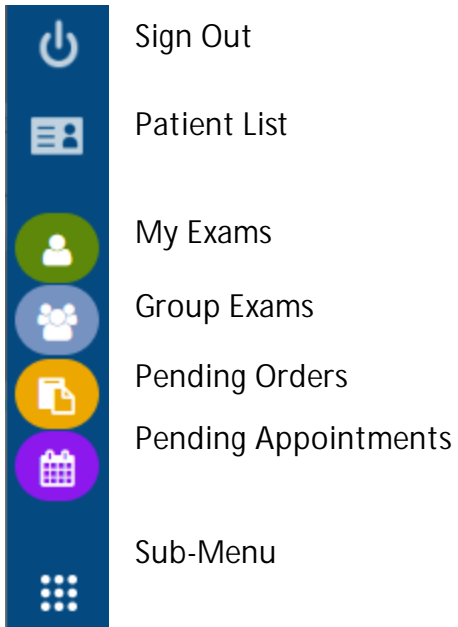 Sign Out
Patient List
My Exams
Group Exams
Pending Orders
Pending Appointments
Sub-Menu